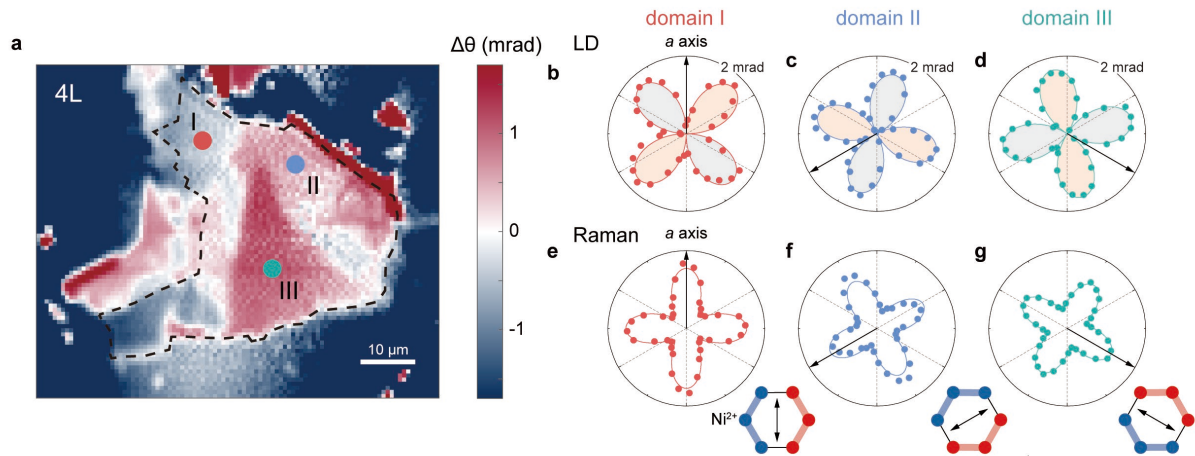 domain I
domain II
domain III
a
Δθ (mrad)
4L
I
II
III
1
0
-1
10 μm
LD
a axis
b
2 mrad
c
2 mrad
d
2 mrad
Raman
a axis
e
f
g
Ni²⁺